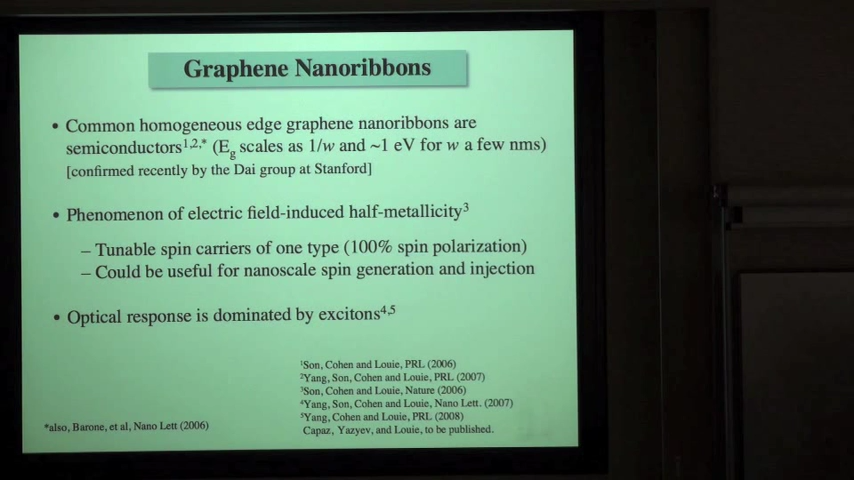 Graphene Nanoribbons
• Common homogeneous edge graphene nanoribbons are
semiconductors1,2,* (Eg scales as 1/w and ~1 eV for w a few nms)
[confirmed recently by the Dai group at Stanford]
• Phenomenon of electric field-induced half-metallicity3
– Tunable spin carriers of one type (100% spin polarization)
– Could be useful for nanoscale spin generation and injection
• Optical response is dominated by excitons4,5
1Son, Cohen and Louie, PRL (2006)
2Yang, Son, Cohen and Louie, PRL (2007)
3Son, Cohen and Louie, Nature (2006)
4Yang, Son, Cohen and Louie, Nano Lett. (2007)
5Yang, Cohen and Louie, PRL (2008)
Capaz, Yazyev, and Louie, to be published.
*also, Barone, et al, Nano Lett (2006)